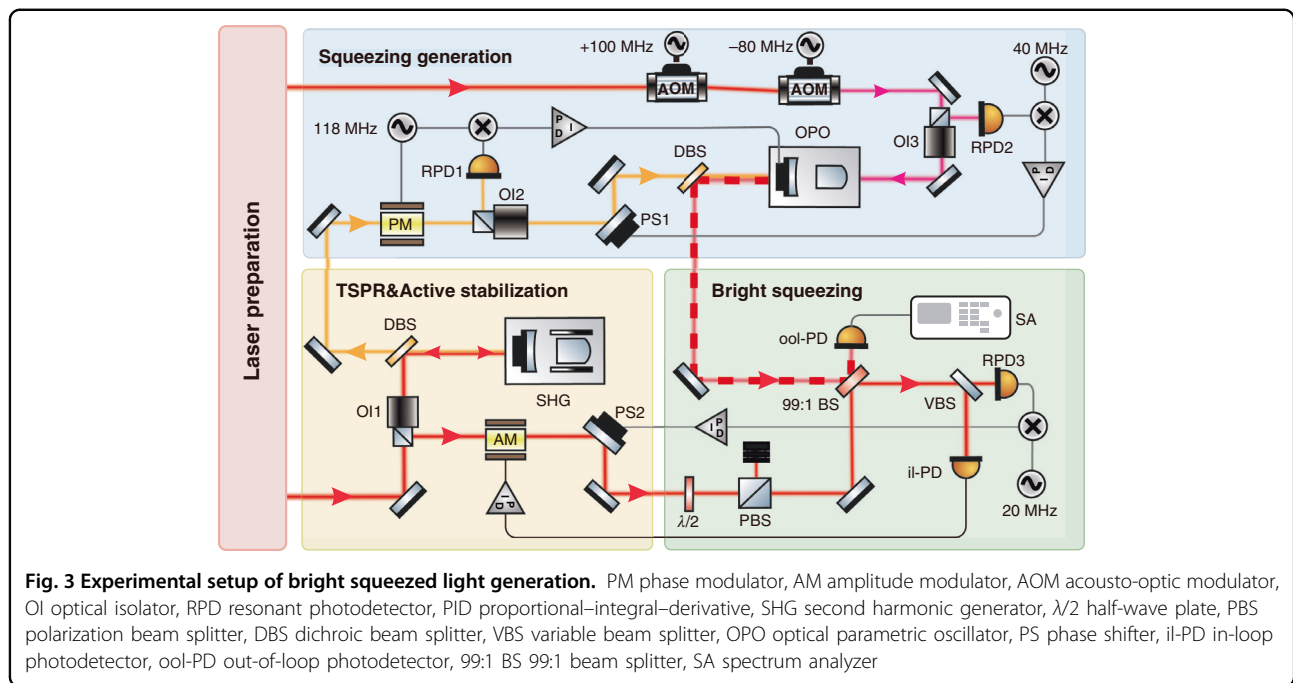 Laser preparation
Squeezing generation
+100 MHz
–80 MHz
40 MHz
AOM
AOM
118 MHz
P I D
OPO
OI3
RPD2
RPD1
DBS
OI2
P I D
PM
PS1
TSPR&Active stabilization
Bright squeezing
DBS
ool-PD
SA
RPD3
SHG
99:1 BS
VBS
OI1
PS2
P I D
AM
il-PD
P I D
λ/2
PBS
20 MHz
Fig. 3 Experimental setup of bright squeezed light generation. PM phase modulator, AM amplitude modulator, AOM acousto-optic modulator,
OI optical isolator, RPD resonant photodetector, PID proportional–integral–derivative, SHG second harmonic generator, λ/2 half-wave plate, PBS
polarization beam splitter, DBS dichroic beam splitter, VBS variable beam splitter, OPO optical parametric oscillator, PS phase shifter, il-PD in-loop
photodetector, ool-PD out-of-loop photodetector, 99:1 BS 99:1 beam splitter, SA spectrum analyzer